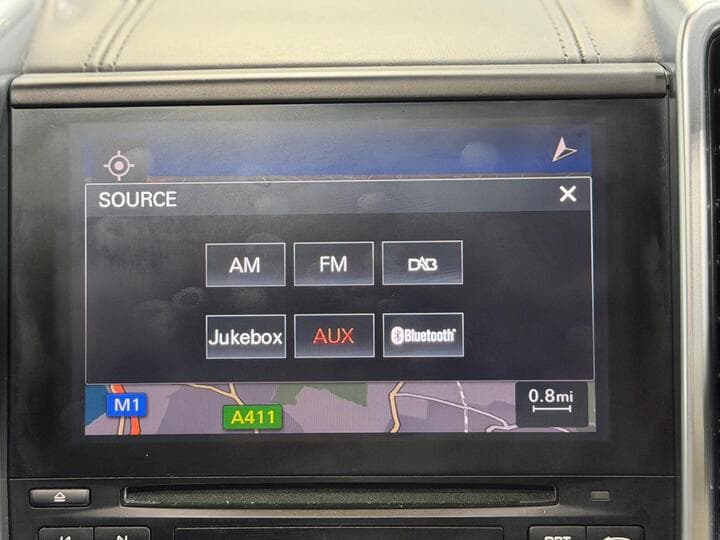 SOURCE
AM FM DAB
Jukebox AUX Bluetooth
M1
A411
0.8mi